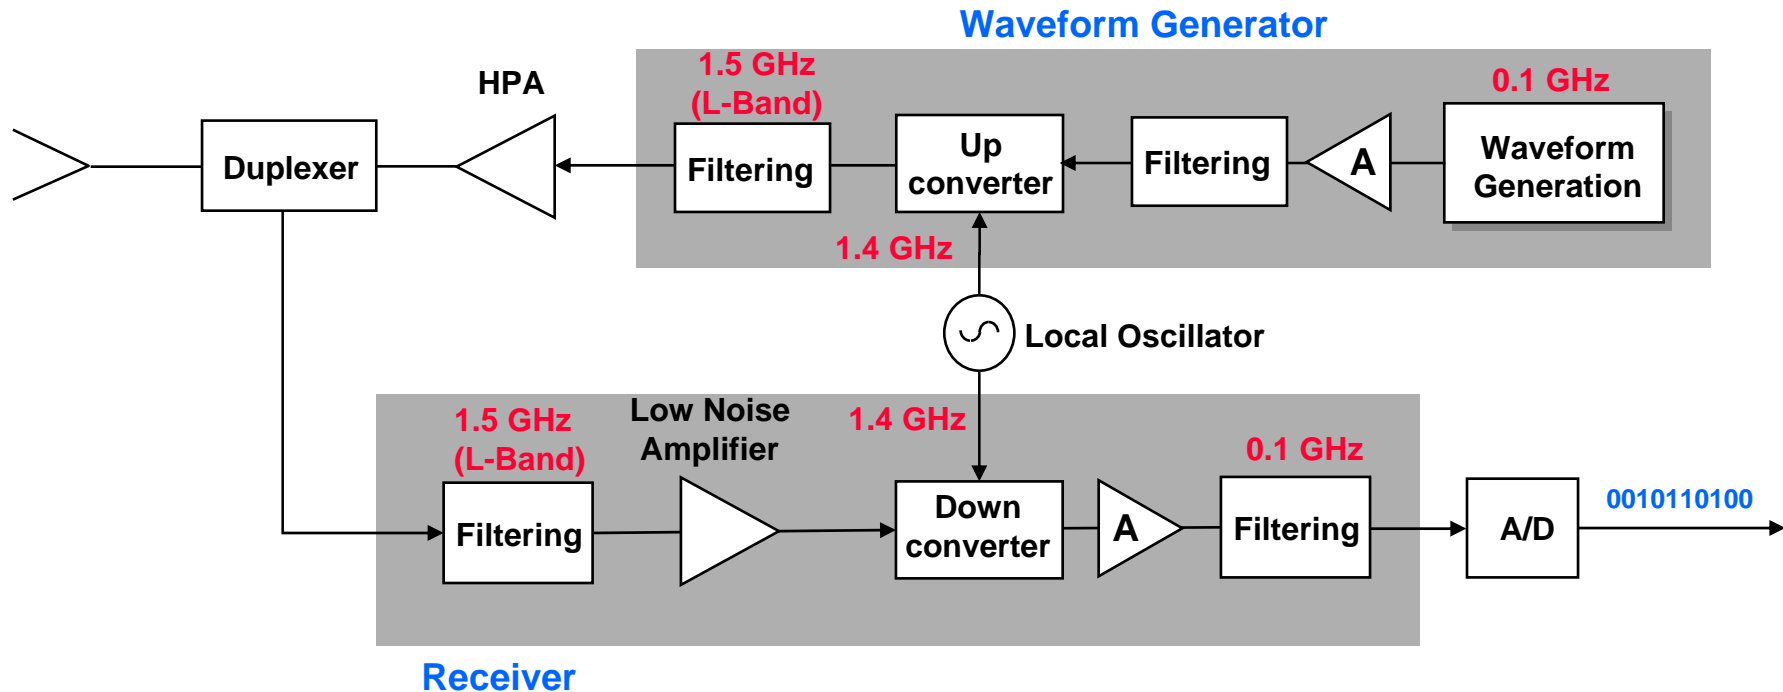 Waveform Generator
HPA
1.5 GHz
(L-Band)
0.1 GHz
Duplexer
Filtering
Up
converter
Filtering
A
Waveform
Generation
1.4 GHz
Local Oscillator
1.5 GHz
(L-Band)
Low Noise
Amplifier
1.4 GHz
0.1 GHz
Filtering
Down
converter
A
Filtering
A/D
0010110100
Receiver